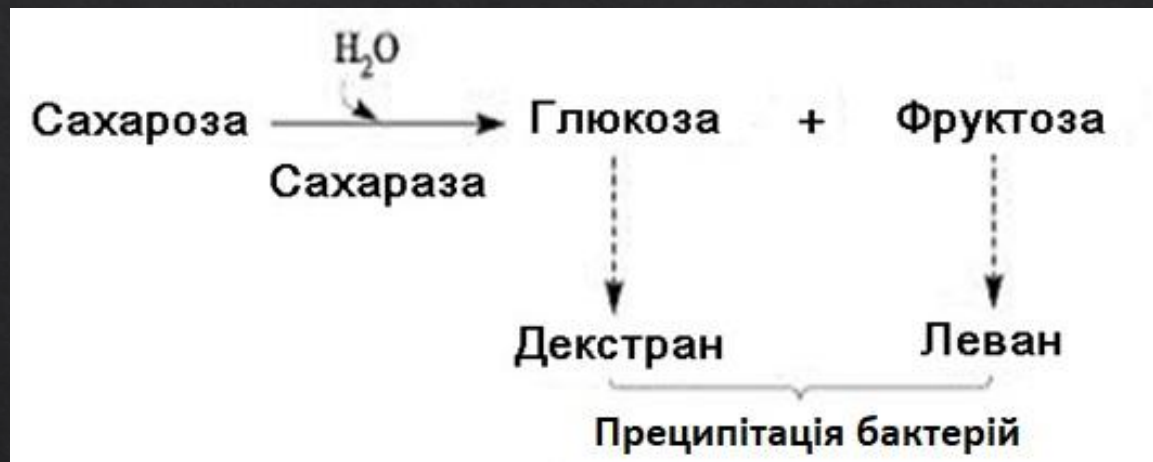 H₂O
Сахароза Глюкоза + Фруктоза
Сахараза
Декстран Леван
Преципітація бактерій